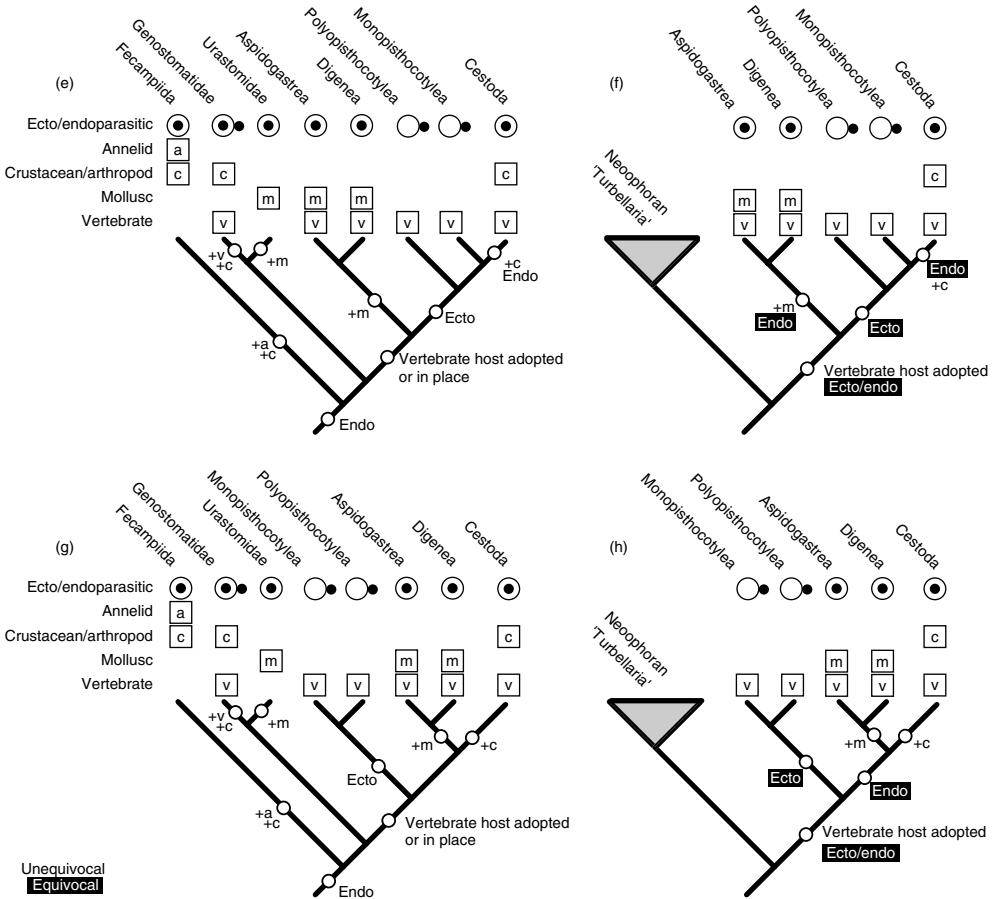 (e)
Fecampiida
Genostomatidae
Urastomidae
Aspidogastrea
Digenea
Polyopisthocotylea
Monopisthocotylea
Cestoda
Ecto/endoparasitic
Annelid a
Crustacean/arthropod c c c
Mollusc m m m
Vertebrate v v v v v v
+v
+c
+m
+c
Endo
+m
Ecto
+a
+c
Vertebrate host adopted
or in place
Endo
(f)
Aspidogastrea
Digenea
Polyopisthocotylea
Monopisthocotylea
Cestoda
Neoophoran
'Turbellaria'
c
m m
v v v v v
Endo
+c
+m
Endo
Ecto
Vertebrate host adopted
Ecto/endo
(g)
Fecampiida
Genostomatidae
Urastomidae
Monopisthocotylea
Polyopisthocotylea
Aspidogastrea
Digenea
Cestoda
Ecto/endoparasitic
Annelid a
Crustacean/arthropod c c c
Mollusc m m m
Vertebrate v v v v v v
+v
+c
+m
+m
+c
Ecto
+a
+c
Vertebrate host adopted
or in place
Endo
Unequivocal
Equivocal
(h)
Monopisthocotylea
Polyopisthocotylea
Aspidogastrea
Digenea
Cestoda
Neoophoran
'Turbellaria'
c
m m
v v v v v
+m
+c
Ecto
Endo
Vertebrate host adopted
Ecto/endo